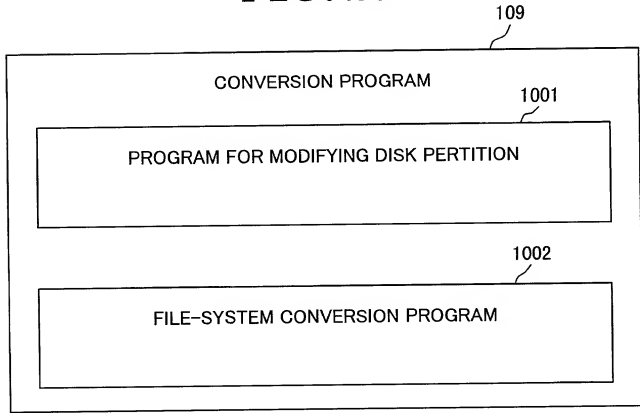 109
CONVERSION PROGRAM
1001
PROGRAM FOR MODIFYING DISK PERTITION
1002
FILE-SYSTEM CONVERSION PROGRAM